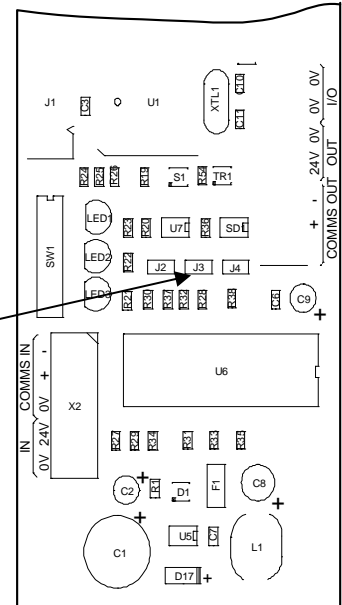 C10
0V
I/O
J1
C3
U1
XTL1
0V
C11
24V 0V
OUT
R24
R25
R26
R19
S1
R54
TR1
COMMS OUT
+ -
LED1
R23
R20
U7
R36
SD1
SW1
LED2
R22
J2
J3
J4
LED3
R21
R30
R37
R32
R28
R38
C6
C9
+
COMMS IN
+ -
X2
U6
IN
0V 24V 0V
R27
R29
R34
R31
R33
R35
C2
+
R1
D1
F1
C8
+
C1
+
U5
C7
L1
D17
+